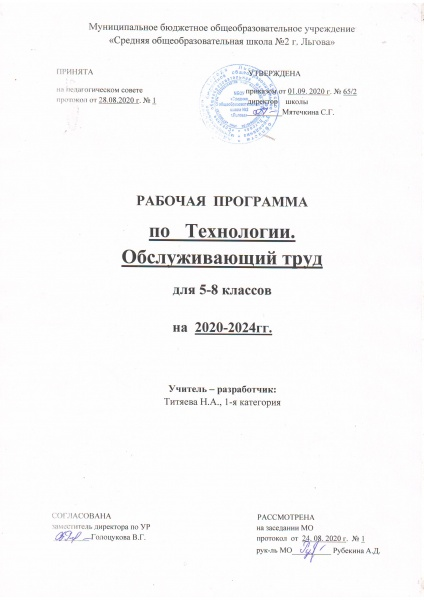 Муниципальное бюджетное общеобразовательное учреждение
«Средняя общеобразовательная школа №2 г. Льгова»
ПРИНЯТА
на педагогическом совете
протокол от 28.08.2020 г. № 1
УТВЕРЖДЕНА
приказом от 01.09. 2020 г. № 65/2
директор школы
Мятечкина С.Г.
РАБОЧАЯ ПРОГРАММА
по Технологии.
Обслуживающий труд
для 5-8 классов
на 2020-2024гг.
Учитель – разработчик:
Титяева Н.А., 1-я категория
СОГЛАСОВАНА
заместитель директора по УР
Голоцукова В.Г.
РАССМОТРЕНА
на заседании МО
протокол от 24. 08. 2020 г. № 1
рук-ль МО Рубекина А.Д.